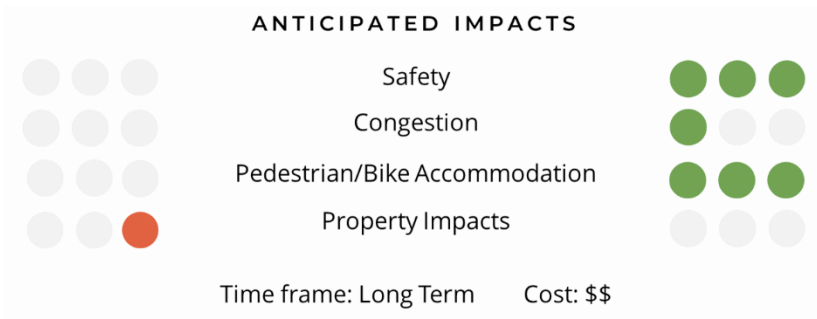 ANTICIPATED IMPACTS
Safety
Congestion
Pedestrian/Bike Accommodation
Property Impacts
Time frame: Long Term Cost: $$